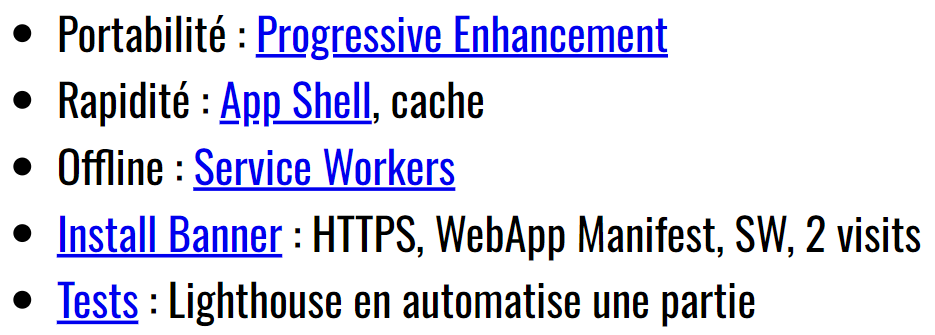 • Portabilité : Progressive Enhancement
• Rapidité : App Shell, cache
• Offline : Service Workers
• Install Banner : HTTPS, WebApp Manifest, SW, 2 visits
• Tests : Lighthouse en automatise une partie